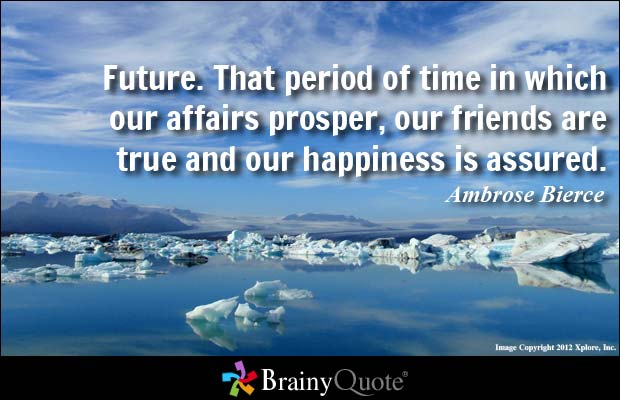 Future. That period of time in which
our affairs prosper, our friends are
true and our happiness is assured.
Ambrose Bierce
Image Copyright 2012 Xplore, Inc.
BrainyQuote®